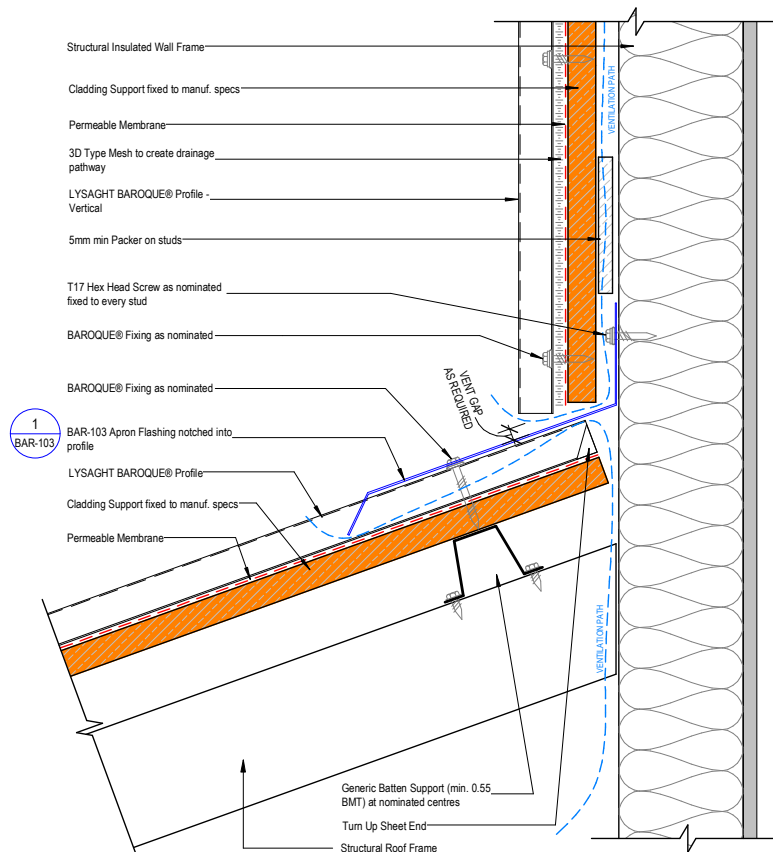 Structural Insulated Wall Frame
Cladding Support fixed to manuf. specs
Permeable Membrane
3D Type Mesh to create drainage
pathway
LYSAGHT BAROQUE® Profile -
Vertical
5mm min Packer on studs
T17 Hex Head Screw as nominated
fixed to every stud
BAROQUE® Fixing as nominated
BAROQUE® Fixing as nominated
1
BAR-103
BAR-103 Apron Flashing notched into
profile
LYSAGHT BAROQUE® Profile
Cladding Support fixed to manuf. specs
Permeable Membrane
VENTILATION PATH
VENT GAP
AS REQUIRED
VENTILATION PATH
Generic Batten Support (min. 0.55
BMT) at nominated centres
Turn Up Sheet End
Structural Roof Frame